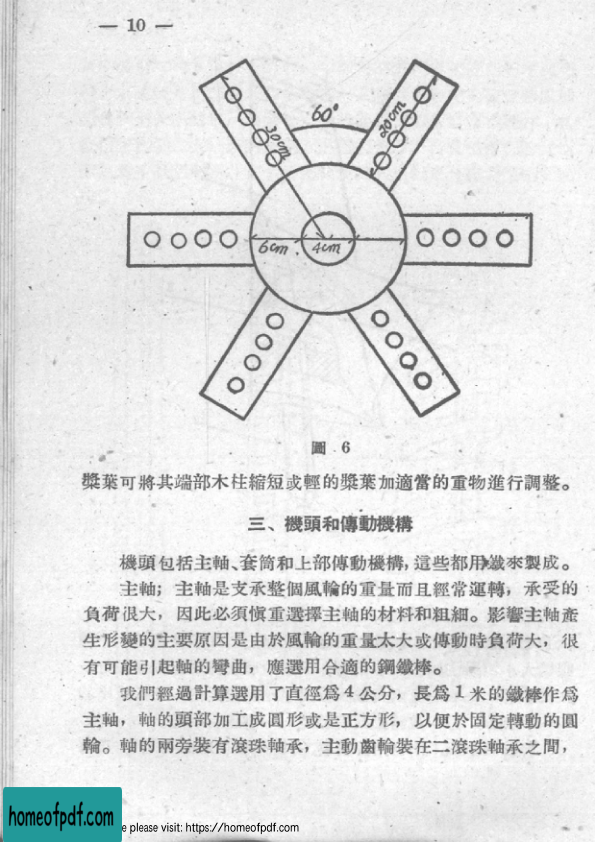 — 10 —
60°
30cm
20cm
6cm
4cm
圖 6
槳葉可將其端部木柱縮短或輕的槳葉加適當的重物進行調整。
三、機頭和傳動機構
機頭包括主軸、套筒和上部傳動機構，這些都用鐵來製成。
主軸；主軸是支承整個風輪的重量而且經常運轉，承受的
負荷很大，因此必須慎重選擇主軸的材料和粗細。影響主軸產
生形變的主要原因是由於風輪的重量太大或傳動時負荷大，很
有可能引起軸的彎曲，應選用合適的鋼鐵棒。
我們經過計算選用了直徑爲4公分，長爲1米的鐵棒作爲
主軸，軸的頭部加工成圓形或是正方形，以便於固定轉動的圓
輪。軸的兩旁裝有滾珠軸承，主動齒輪裝在二滾珠軸承之間，
homeofpdf.com
e please visit: https://homeofpdf.com